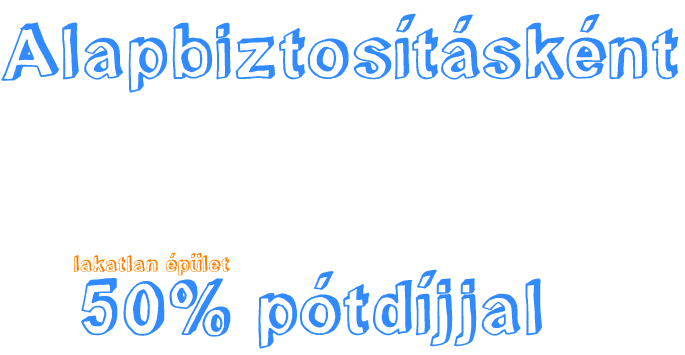 Alapbiztosításként
lakatlan épület
50% pótdíjjal